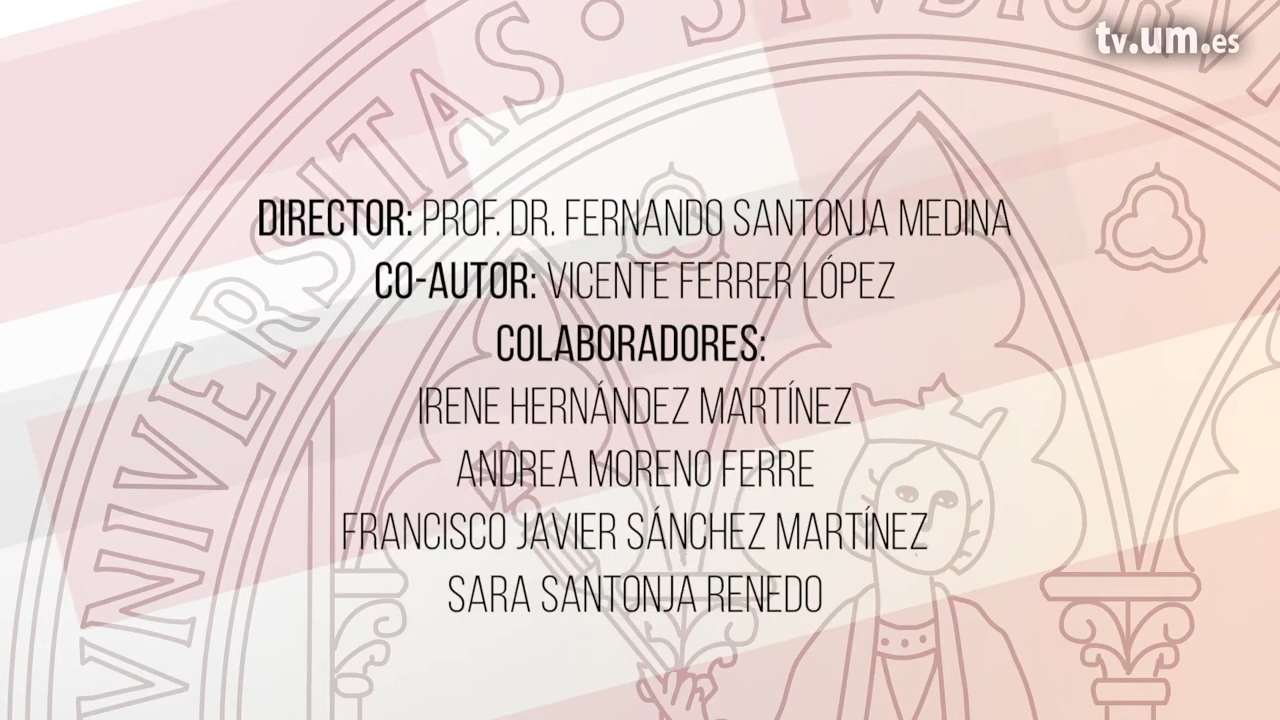 tv.um.es
VNIVERSITAS
DIRECTOR: PROF. DR. FERNANDO SANTONJA MEDINA
CO-AUTOR: VICENTE FERRER LÓPEZ
COLABORADORES:
IRENE HERNÁNDEZ MARTÍNEZ
ANDREA MORENO FERRE
FRANCISCO JAVIER SÁNCHEZ MARTÍNEZ
SARA SANTONJA RENEDO